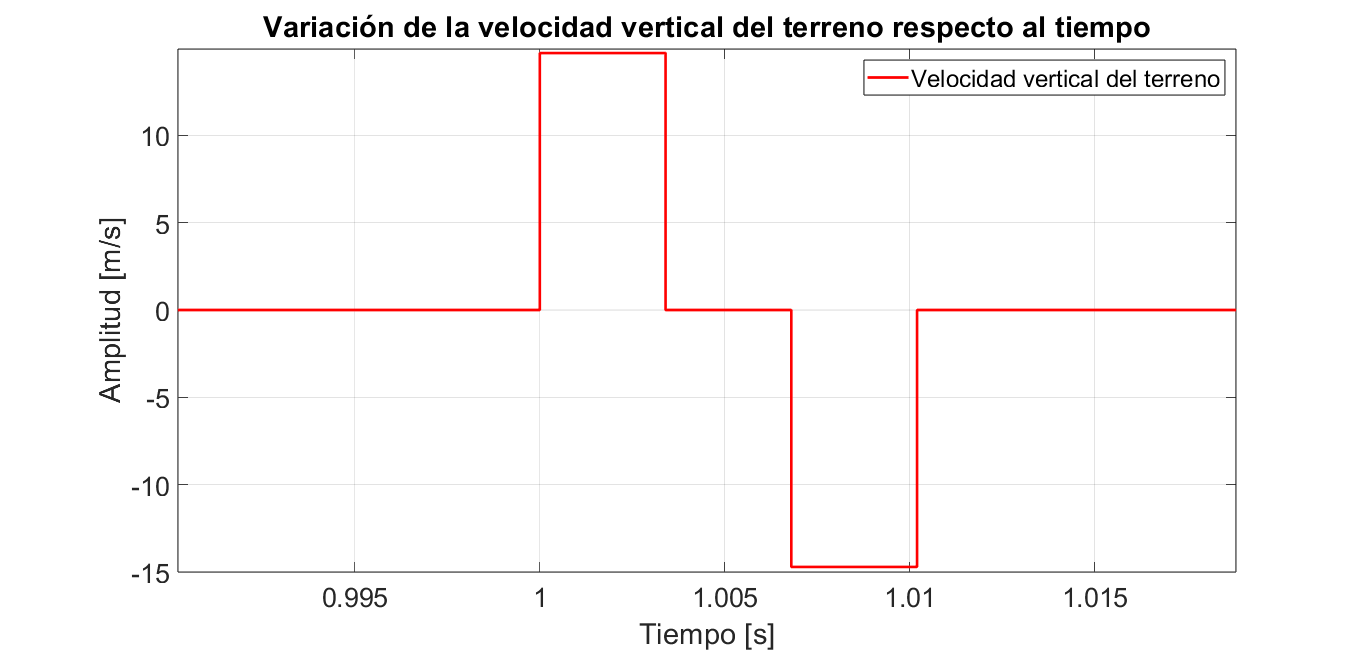 Variación de la velocidad vertical del terreno respecto al tiempo
Velocidad vertical del terreno
Amplitud [m/s]
10
5
0
-5
-10
-15
0.995 1 1.005 1.01 1.015
Tiempo [s]